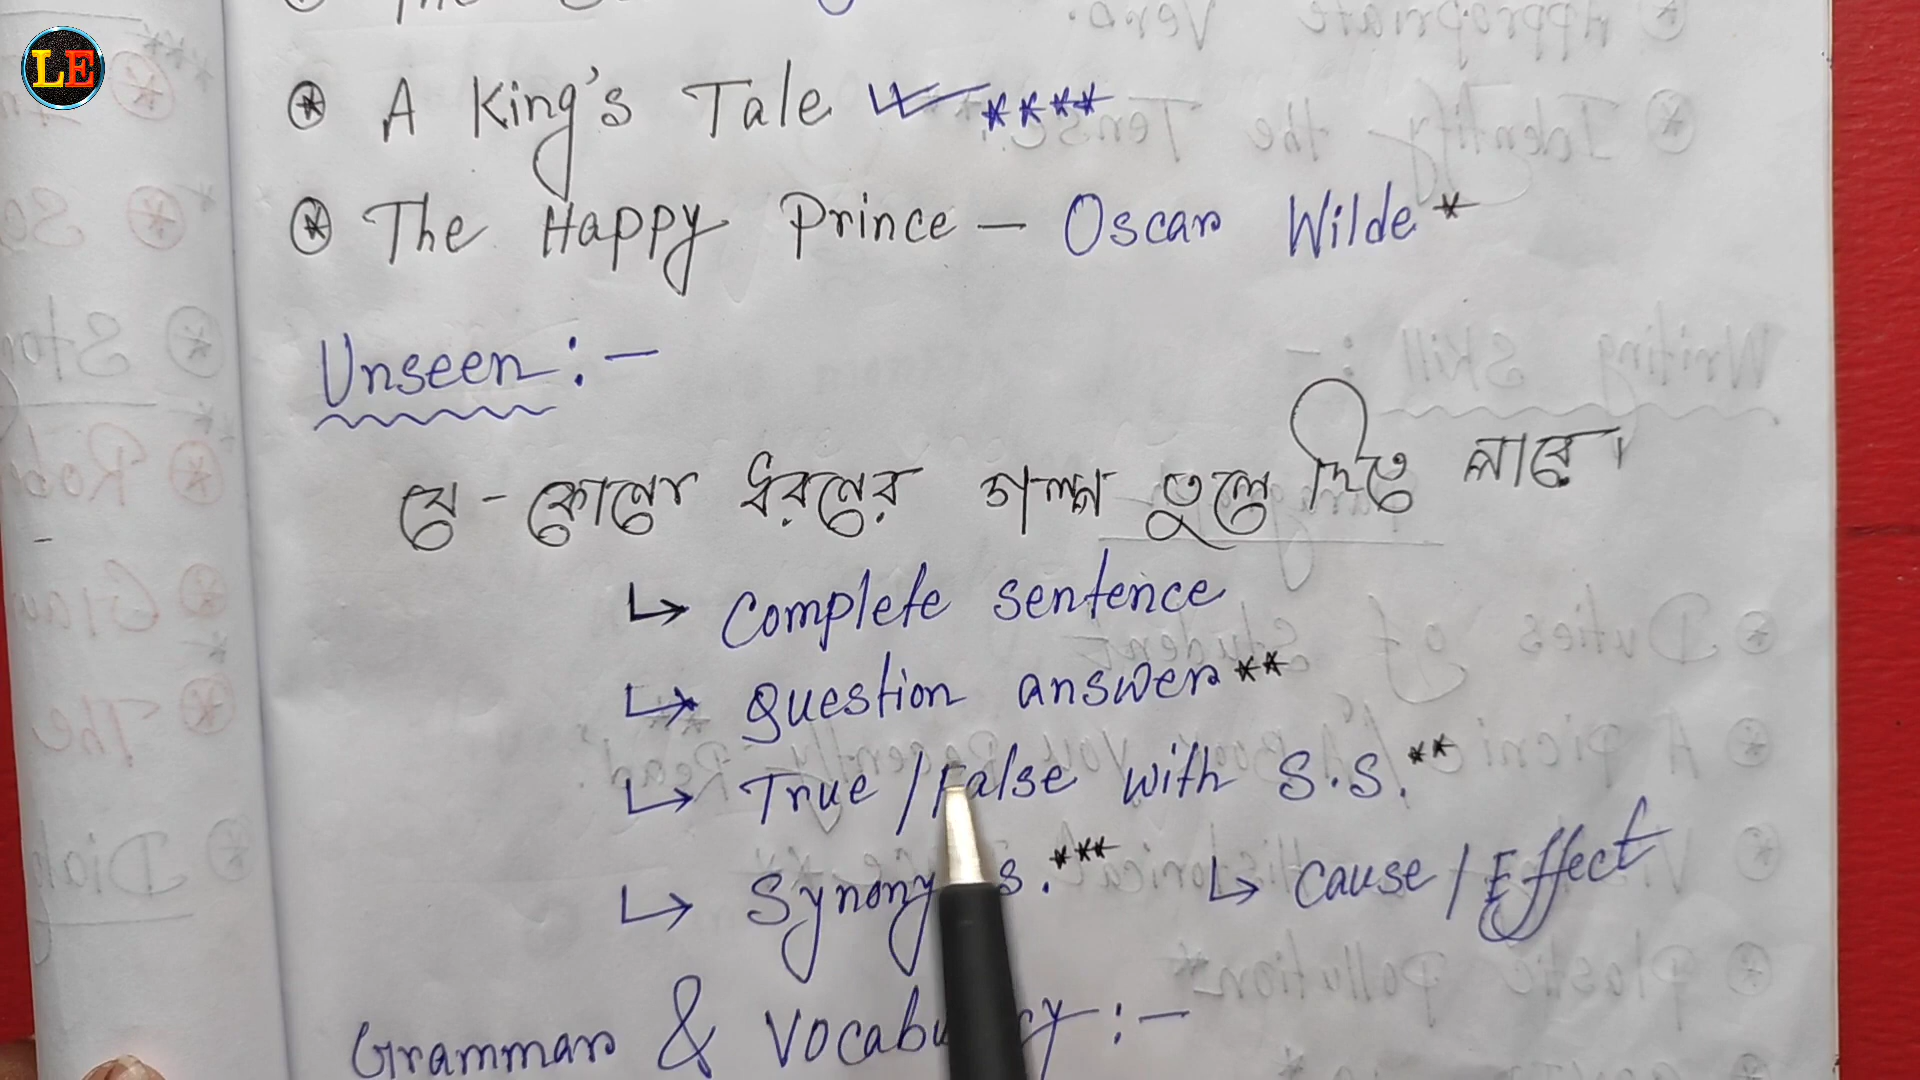 LE
The
⊛ A King's Tale ****
⊛ The Happy Prince – Oscar Wilde *
Unseen :-
যে-কোনো ধরনের গল্প তুলে দিতে পারে।
↳ Complete sentence
↳ Question answer **
↳ True / False with S.S. **
↳ Synonyms. *** ↳ Cause / Effect
Grammar & Vocabulary :-